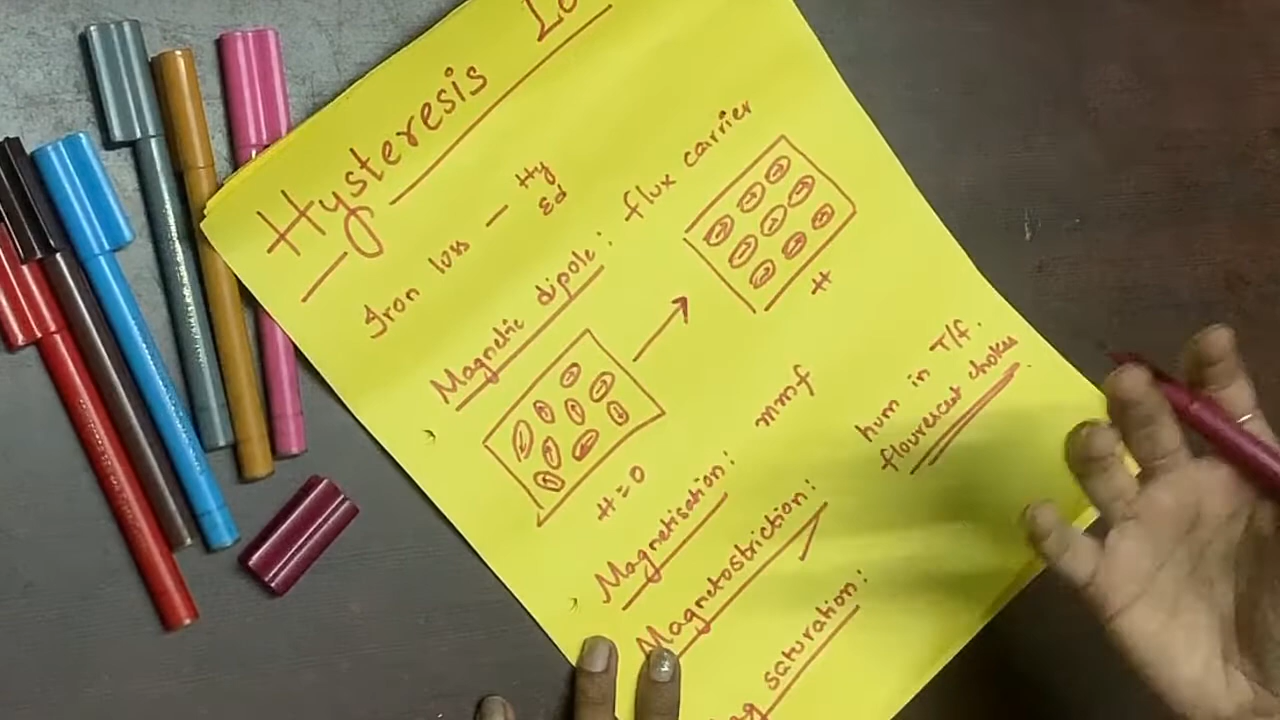 Hysteresis Lo
Iron loss - Hy
Ed
Magnetic dipole: flux carrier
H
H = 0
Magnetisation: mmf
Magnetostriction: hum in T/f.
flourescent chokes
saturation: